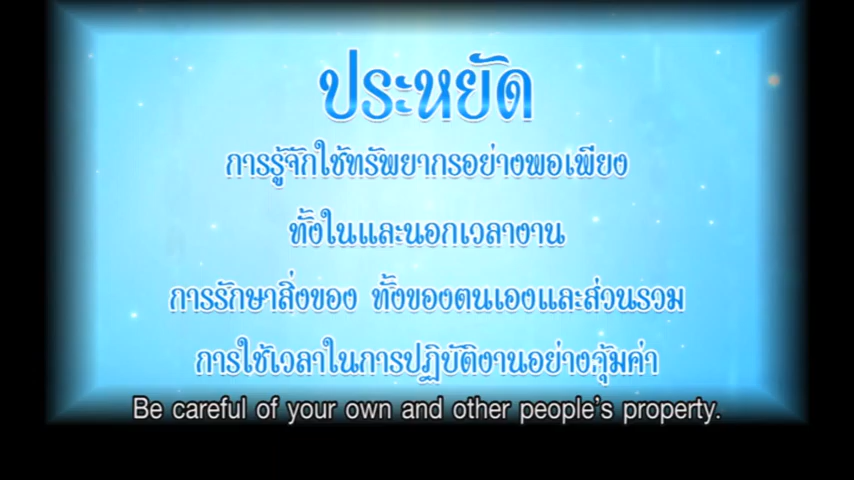 ประหยัด
การรู้จักใช้ทรัพยากรอย่างพอเพียง
ทั้งในและนอกเวลางาน
การรักษาสิ่งของ ทั้งของตนเองและส่วนรวม
การใช้เวลาในการปฏิบัติงานอย่างคุ้มค่า
Be careful of your own and other people's property.